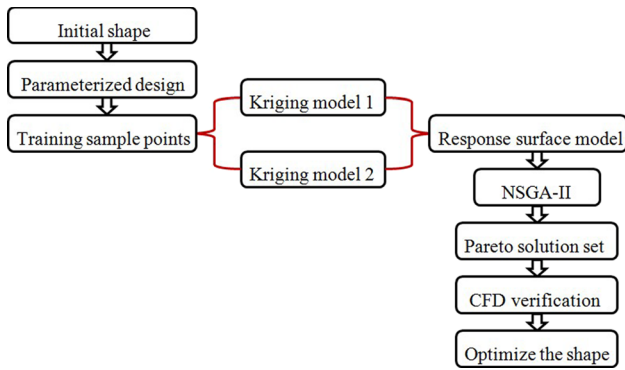 Initial shape
Parameterized design
Training sample points
Kriging model 1
Kriging model 2
Response surface model
NSGA-II
Pareto solution set
CFD verification
Optimize the shape